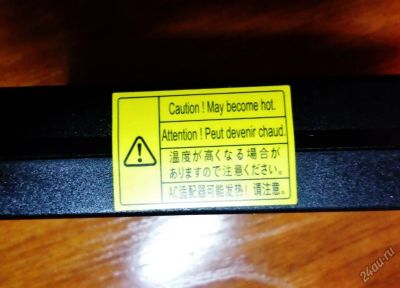 Caution ! May become hot.
Attention ! Peut devenir chaud.
温度が高くなる場合が
ありますので注意ください。
AC适配器可能发热！请注意。
24au.ru